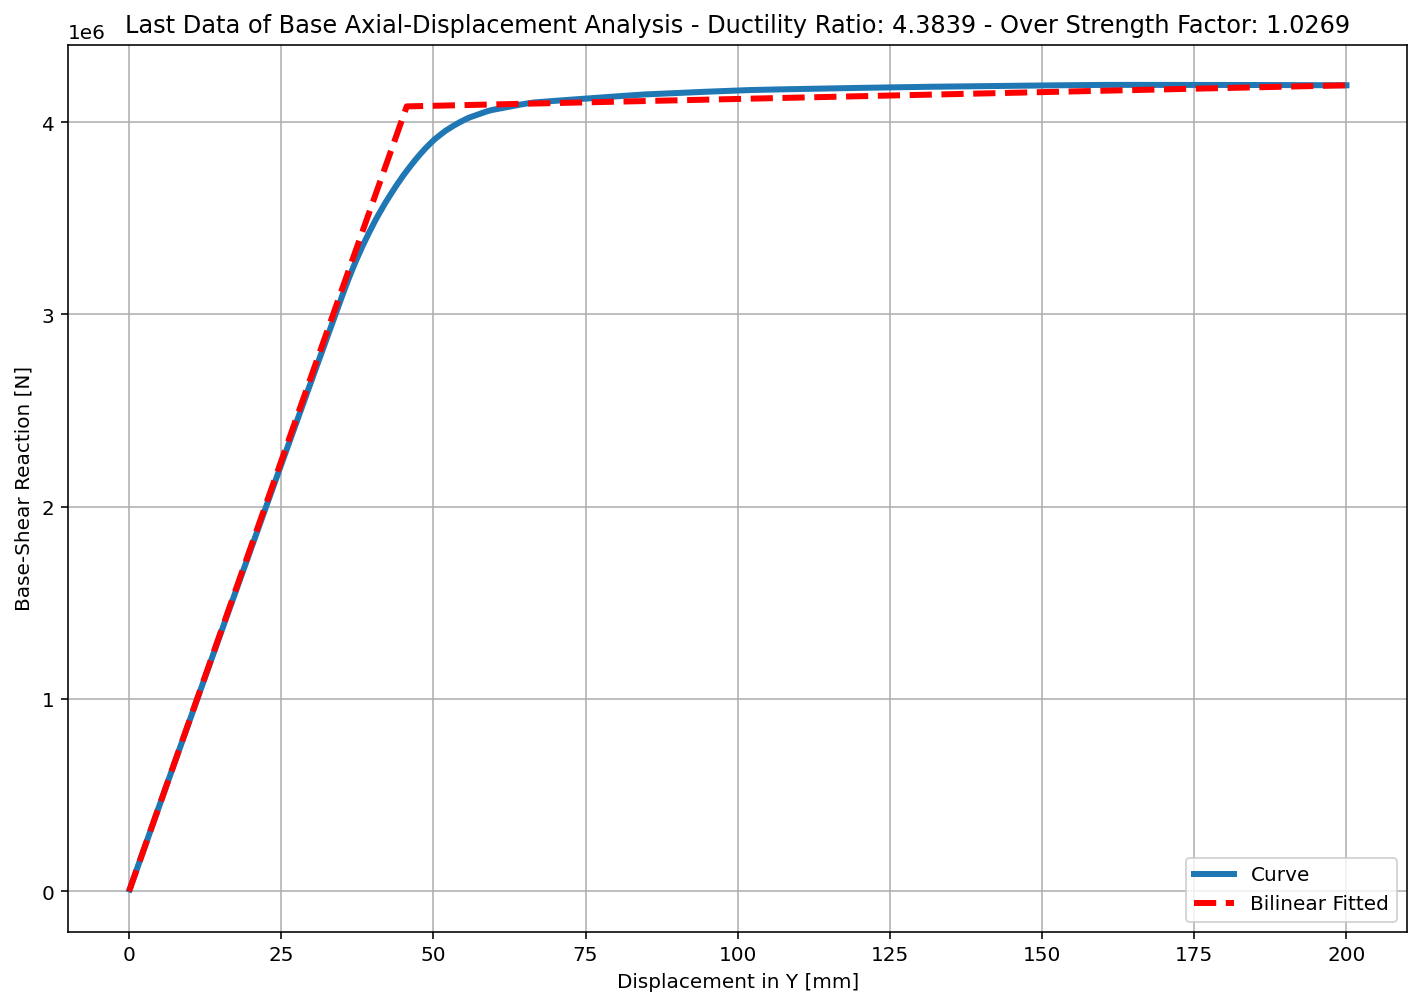 Last Data of Base Axial-Displacement Analysis - Ductility Ratio: 4.3839 - Over Strength Factor: 1.0269
1e6
4
3
2
1
0
Base-Shear Reaction [N]
0 25 50 75 100 125 150 175 200
Displacement in Y [mm]
Curve
Bilinear Fitted